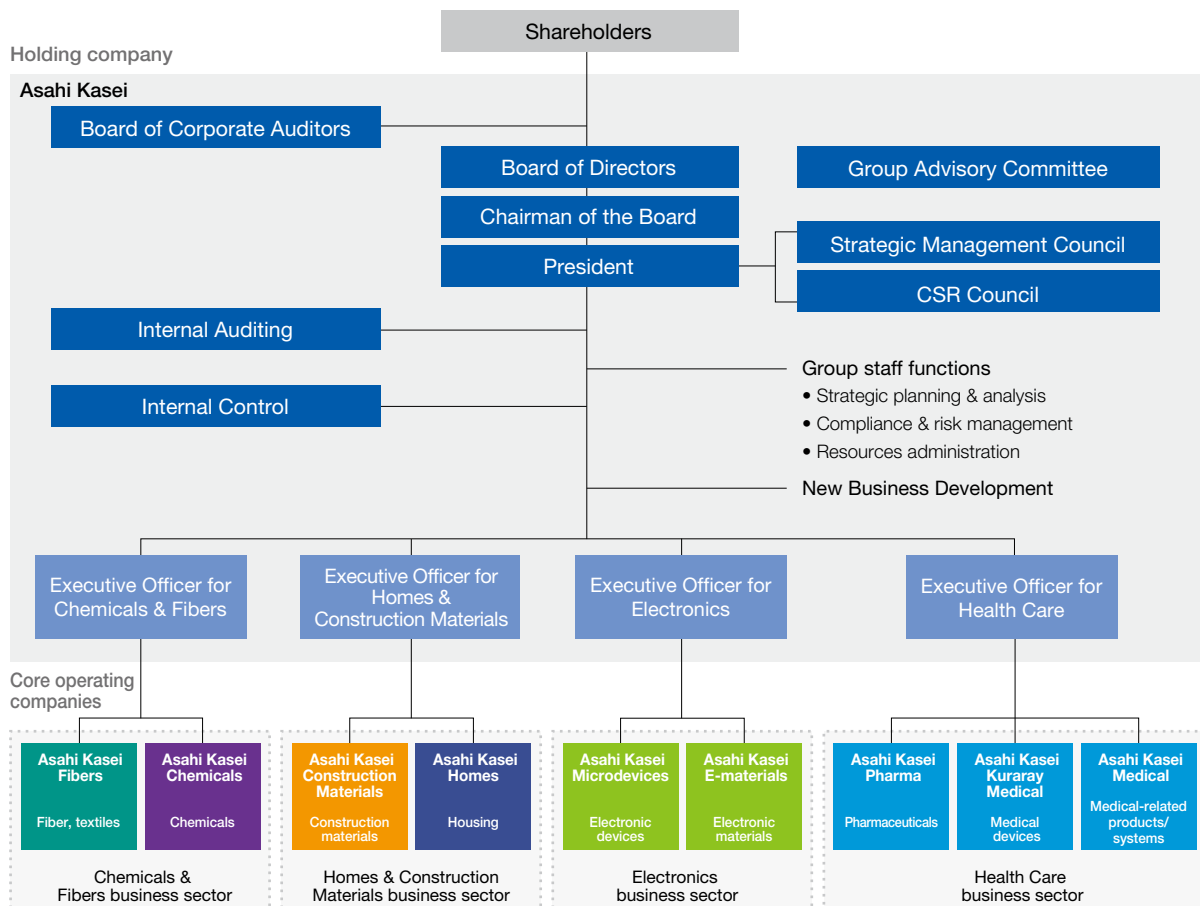 Shareholders
Holding company
Asahi Kasei
Board of Corporate Auditors
Board of Directors
Group Advisory Committee
Chairman of the Board
Strategic Management Council
President
CSR Council
Internal Auditing
Group staff functions
• Strategic planning & analysis
• Compliance & risk management
• Resources administration
Internal Control
New Business Development
Executive Officer for
Chemicals & Fibers
Executive Officer for
Homes &
Construction Materials
Executive Officer for
Electronics
Executive Officer for
Health Care
Core operating
companies
Asahi Kasei
Fibers
Fiber, textiles
Asahi Kasei
Chemicals
Chemicals
Asahi Kasei
Construction
Materials
Construction
materials
Asahi Kasei
Homes
Housing
Asahi Kasei
Microdevices
Electronic
devices
Asahi Kasei
E-materials
Electronic
materials
Asahi Kasei
Pharma
Pharmaceuticals
Asahi Kasei
Kuraray
Medical
Medical
devices
Asahi Kasei
Medical
Medical-related
products/
systems
Chemicals &
Fibers business sector
Homes & Construction
Materials business sector
Electronics
business sector
Health Care
business sector